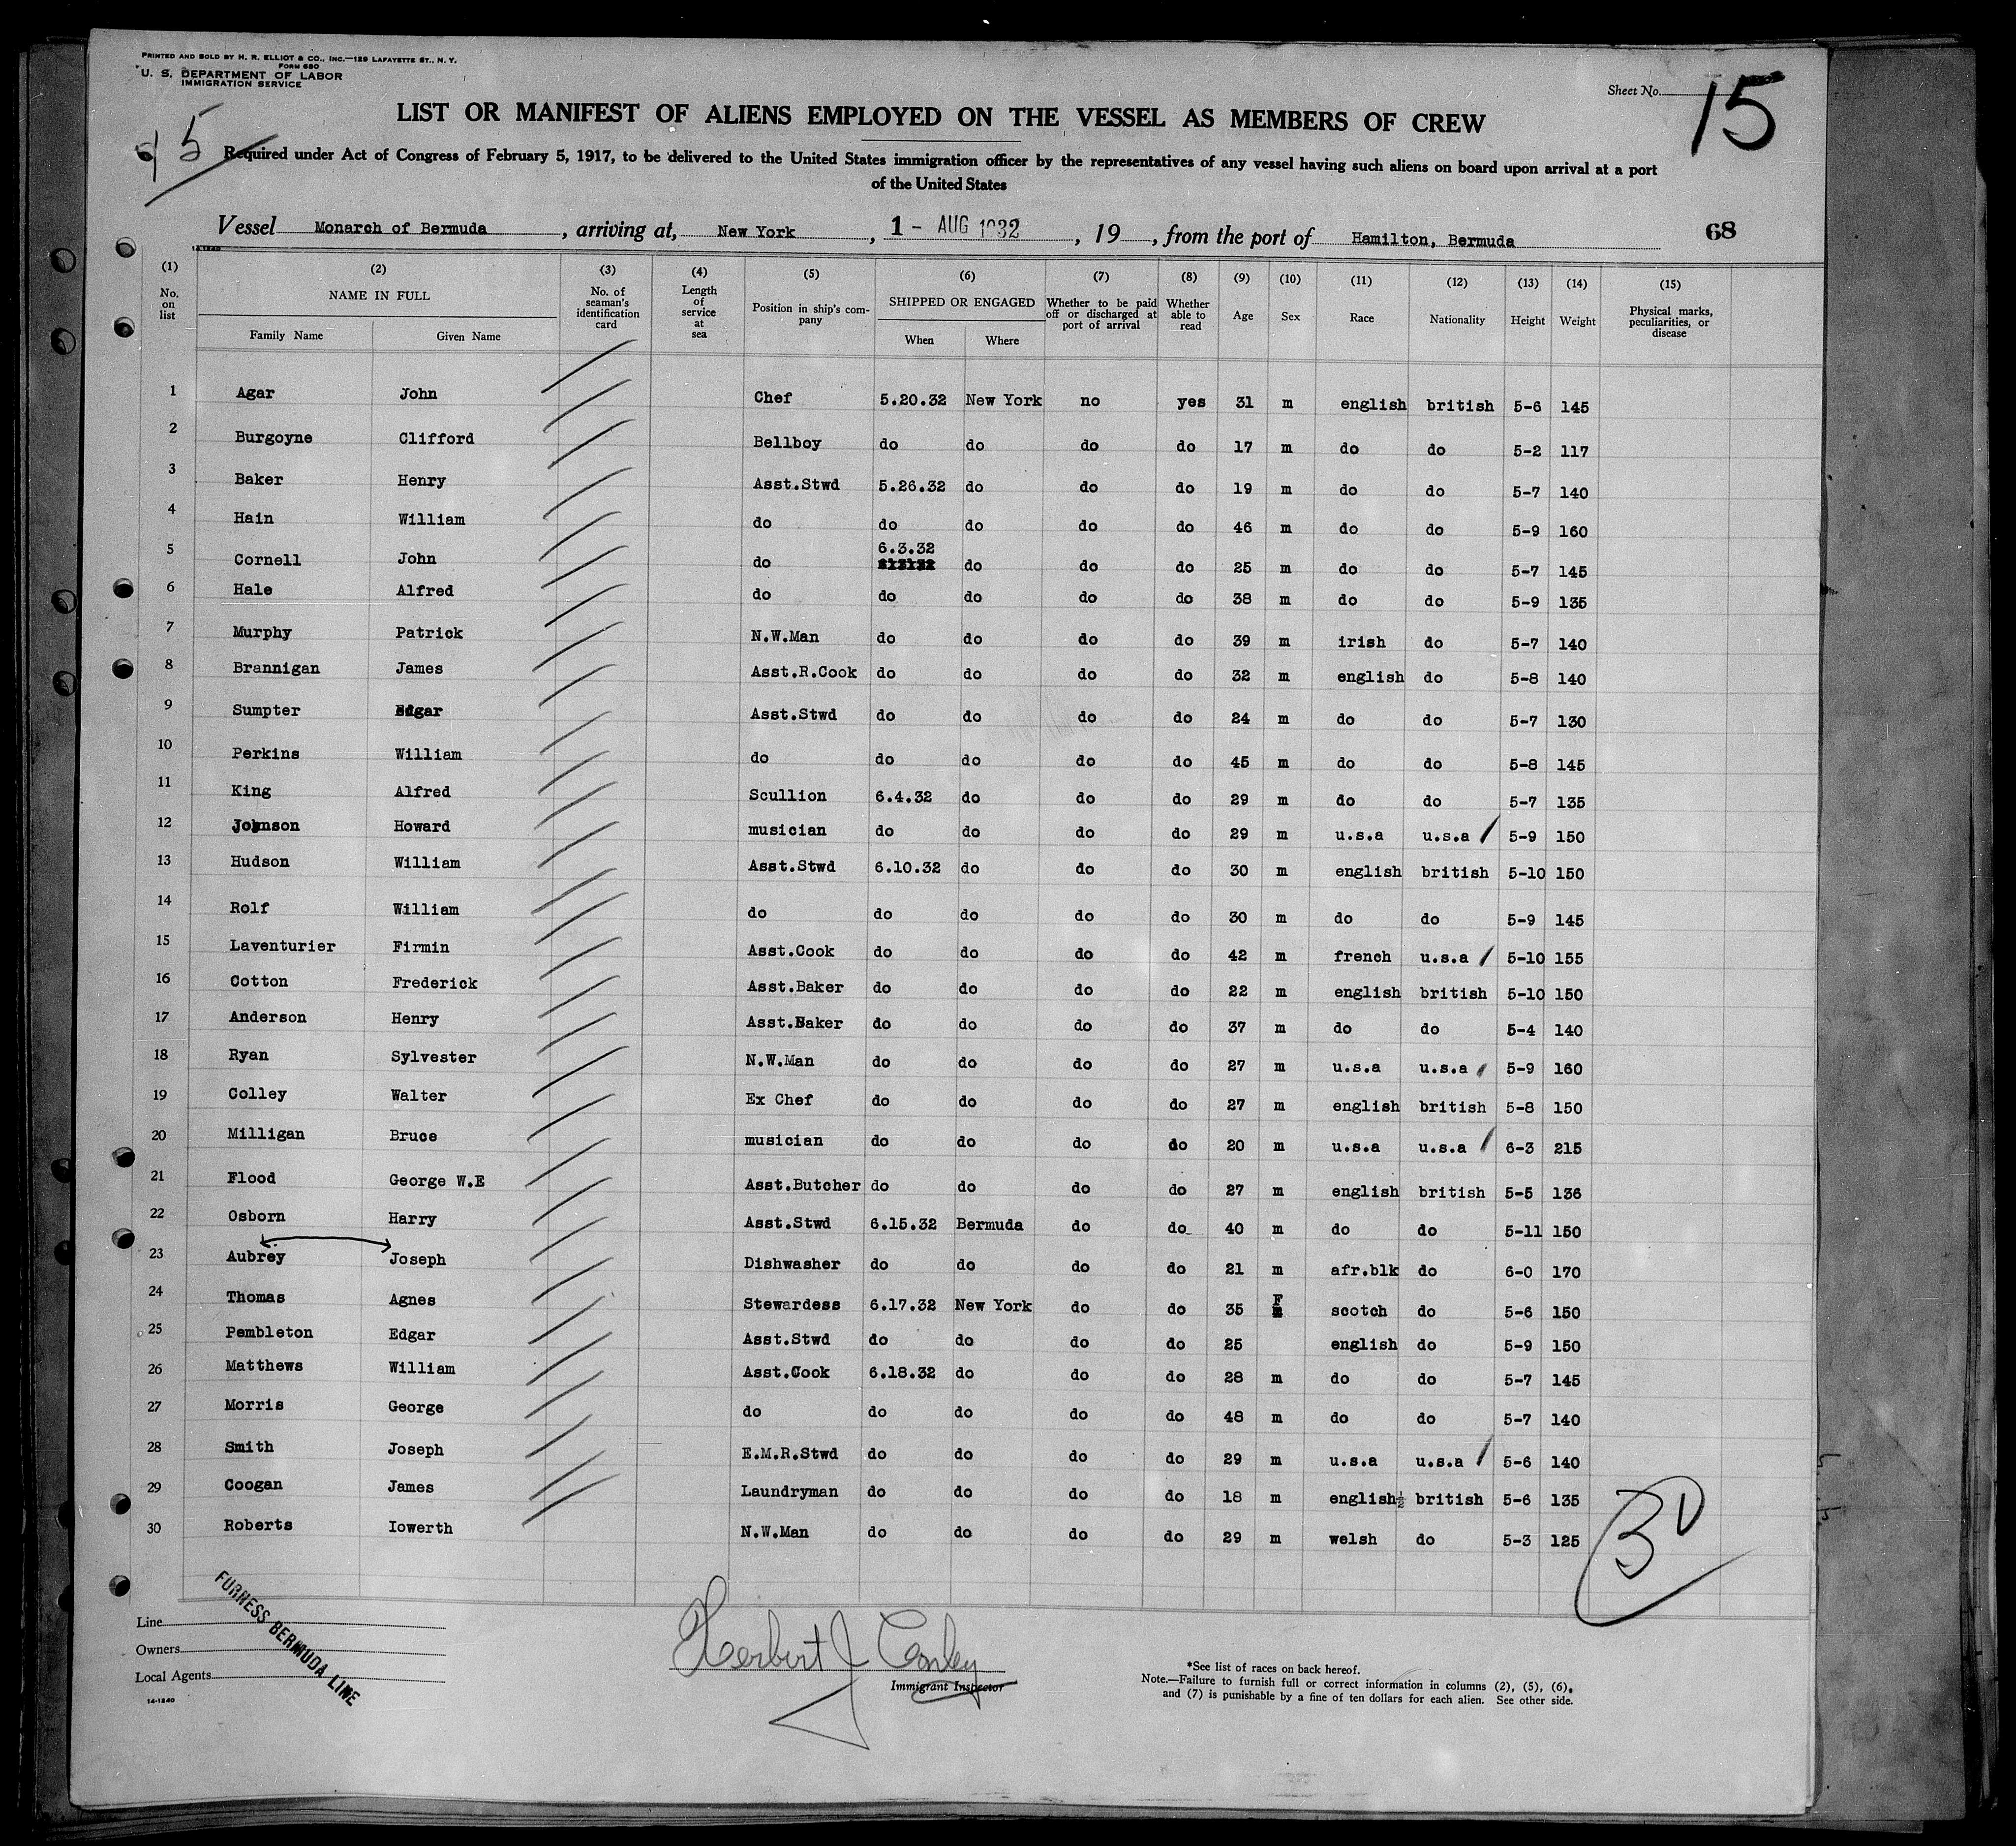 PRINTED AND SOLD BY H. R. ELLIOT & CO., INC.—129 LAFAYETTE ST., N. Y.
FORM 680
U. S. DEPARTMENT OF LABOR
IMMIGRATION SERVICE
Sheet No. 15
5
LIST OR MANIFEST OF ALIENS EMPLOYED ON THE VESSEL AS MEMBERS OF CREW
Required under Act of Congress of February 5, 1917, to be delivered to the United States immigration officer by the representatives of any vessel having such aliens on board upon arrival at a port
of the United States
Vessel Monarch of Bermuda, arriving at, New York, 1 - AUG 1932, 19 , from the port of Hamilton, Bermuda 68
14-1240
(1) (2) (3) (4) (5) (6) (7) (8) (9) (10) (11) (12) (13) (14) (15)
No. on list NAME IN FULL Family Name Given Name No. of seaman's identification card Length of service at sea Position in ship's company SHIPPED OR ENGAGED When Where Whether to be paid off or discharged at port of arrival Whether able to read Age Sex Race Nationality Height Weight Physical marks, peculiarities, or disease
1 Agar John Chef 5.20.32 New York no yes 31 m english british 5-6 145
2 Burgoyne Clifford Bellboy do do do do 17 m do do 5-2 117
3 Baker Henry Asst.Stwd 5.26.32 do do do 19 m do do 5-7 140
4 Hain William do do do do do 46 m do do 5-9 160
5 Cornell John do 6.3.32 do do do 25 m do do 5-7 145
6 Hale Alfred do do do do do 38 m do do 5-9 135
7 Murphy Patrick N.W.Man do do do do 39 m irish do 5-7 140
8 Brannigan James Asst.R.Cook do do do do 32 m english do 5-8 140
9 Sumpter Edgar Asst.Stwd do do do do 24 m do do 5-7 130
10 Perkins William do do do do do 45 m do do 5-8 145
11 King Alfred Scullion 6.4.32 do do do 29 m do do 5-7 135
12 Johnson Howard musician do do do do 29 m u.s.a u.s.a 5-9 150
13 Hudson William Asst.Stwd 6.10.32 do do do 30 m english british 5-10 150
14 Rolf William do do do do do 30 m do do 5-9 145
15 Laventurier Firmin Asst.Cook do do do do 42 m french u.s.a 5-10 155
16 Cotton Frederick Asst.Baker do do do do 22 m english british 5-10 150
17 Anderson Henry Asst.Baker do do do do 37 m do do 5-4 140
18 Ryan Sylvester N.W.Man do do do do 27 m u.s.a u.s.a 5-9 160
19 Colley Walter Ex Chef do do do do 27 m english british 5-8 150
20 Milligan Bruce musician do do do do 20 m u.s.a u.s.a 6-3 215
21 Flood George W.E Asst.Butcher do do do do 27 m english british 5-5 136
22 Osborn Harry Asst.Stwd 6.15.32 Bermuda do do 40 m do do 5-11 150
23 Aubrey Joseph Dishwasher do do do do 21 m afr.blk do 6-0 170
24 Thomas Agnes Stewardess 6.17.32 New York do do 35 F scotch do 5-6 150
25 Pembleton Edgar Asst.Stwd do do do do 25 english do 5-9 150
26 Matthews William Asst.Cook 6.18.32 do do do 28 m do do 5-7 145
27 Morris George do do do do do 48 m do do 5-7 140
28 Smith Joseph E.M.R.Stwd do do do do 29 m u.s.a u.s.a 5-6 140
29 Coogan James Laundryman do do do do 18 m english½ british 5-6 135
30 Roberts Iowerth N.W.Man do do do do 29 m welsh do 5-3 125
30
Line
Owners
Local Agents
FURNESS BERMUDA LINE
14-1240
Herbert J Conley
Immigrant Inspector
*See list of races on back hereof.
Note.—Failure to furnish full or correct information in columns (2), (5), (6),
and (7) is punishable by a fine of ten dollars for each alien. See other side.